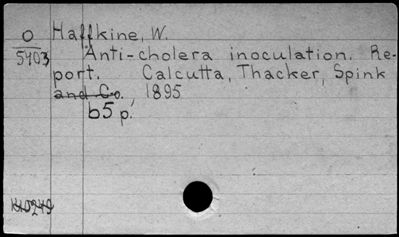 O Haffkine, W.
5403 Anti-cholera inoculation. Re-
port. Calcutta, Thacker, Spink
and Co., 1895
65 p.